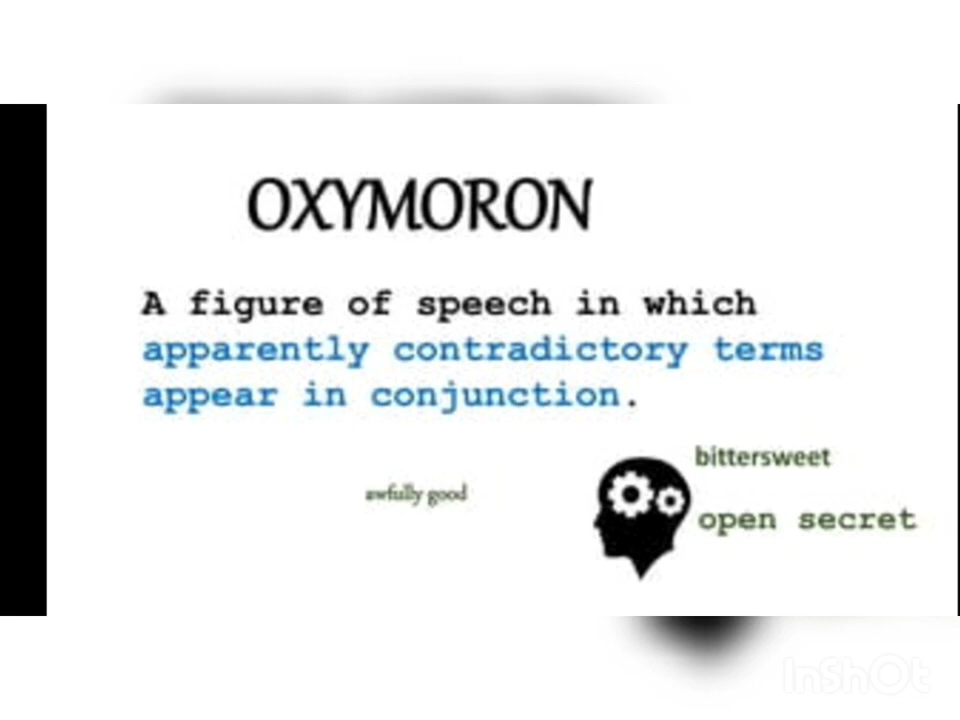 OXYMORON
A figure of speech in which
apparently contradictory terms
appear in conjunction.
bittersweet
awfully good
open secret
InShOt